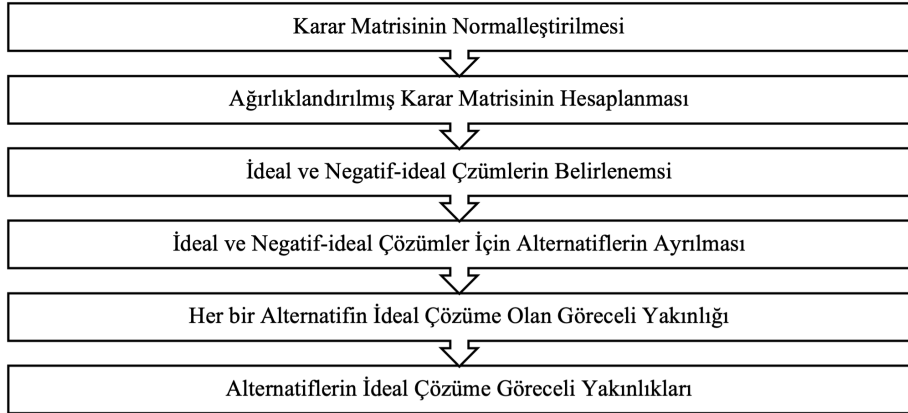 Karar Matrisinin Normalleştirilmesi
Ağırlıklandırılmış Karar Matrisinin Hesaplanması
İdeal ve Negatif-ideal Çzümlerin Belirlenemsi
İdeal ve Negatif-ideal Çözümler İçin Alternatiflerin Ayrılması
Her bir Alternatifin İdeal Çözüme Olan Göreceli Yakınlığı
Alternatiflerin İdeal Çözüme Göreceli Yakınlıkları